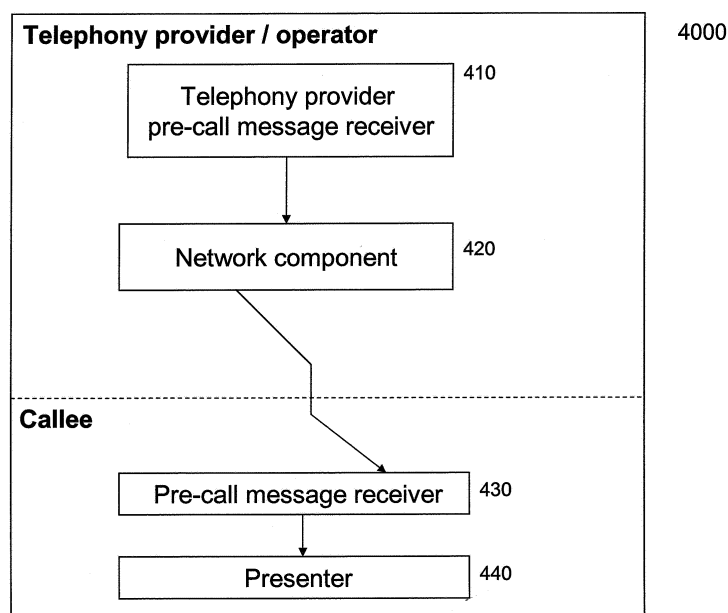 Telephony provider / operator
4000
410
Telephony provider
pre-call message receiver
Network component
420
Callee
Pre-call message receiver
430
Presenter
440